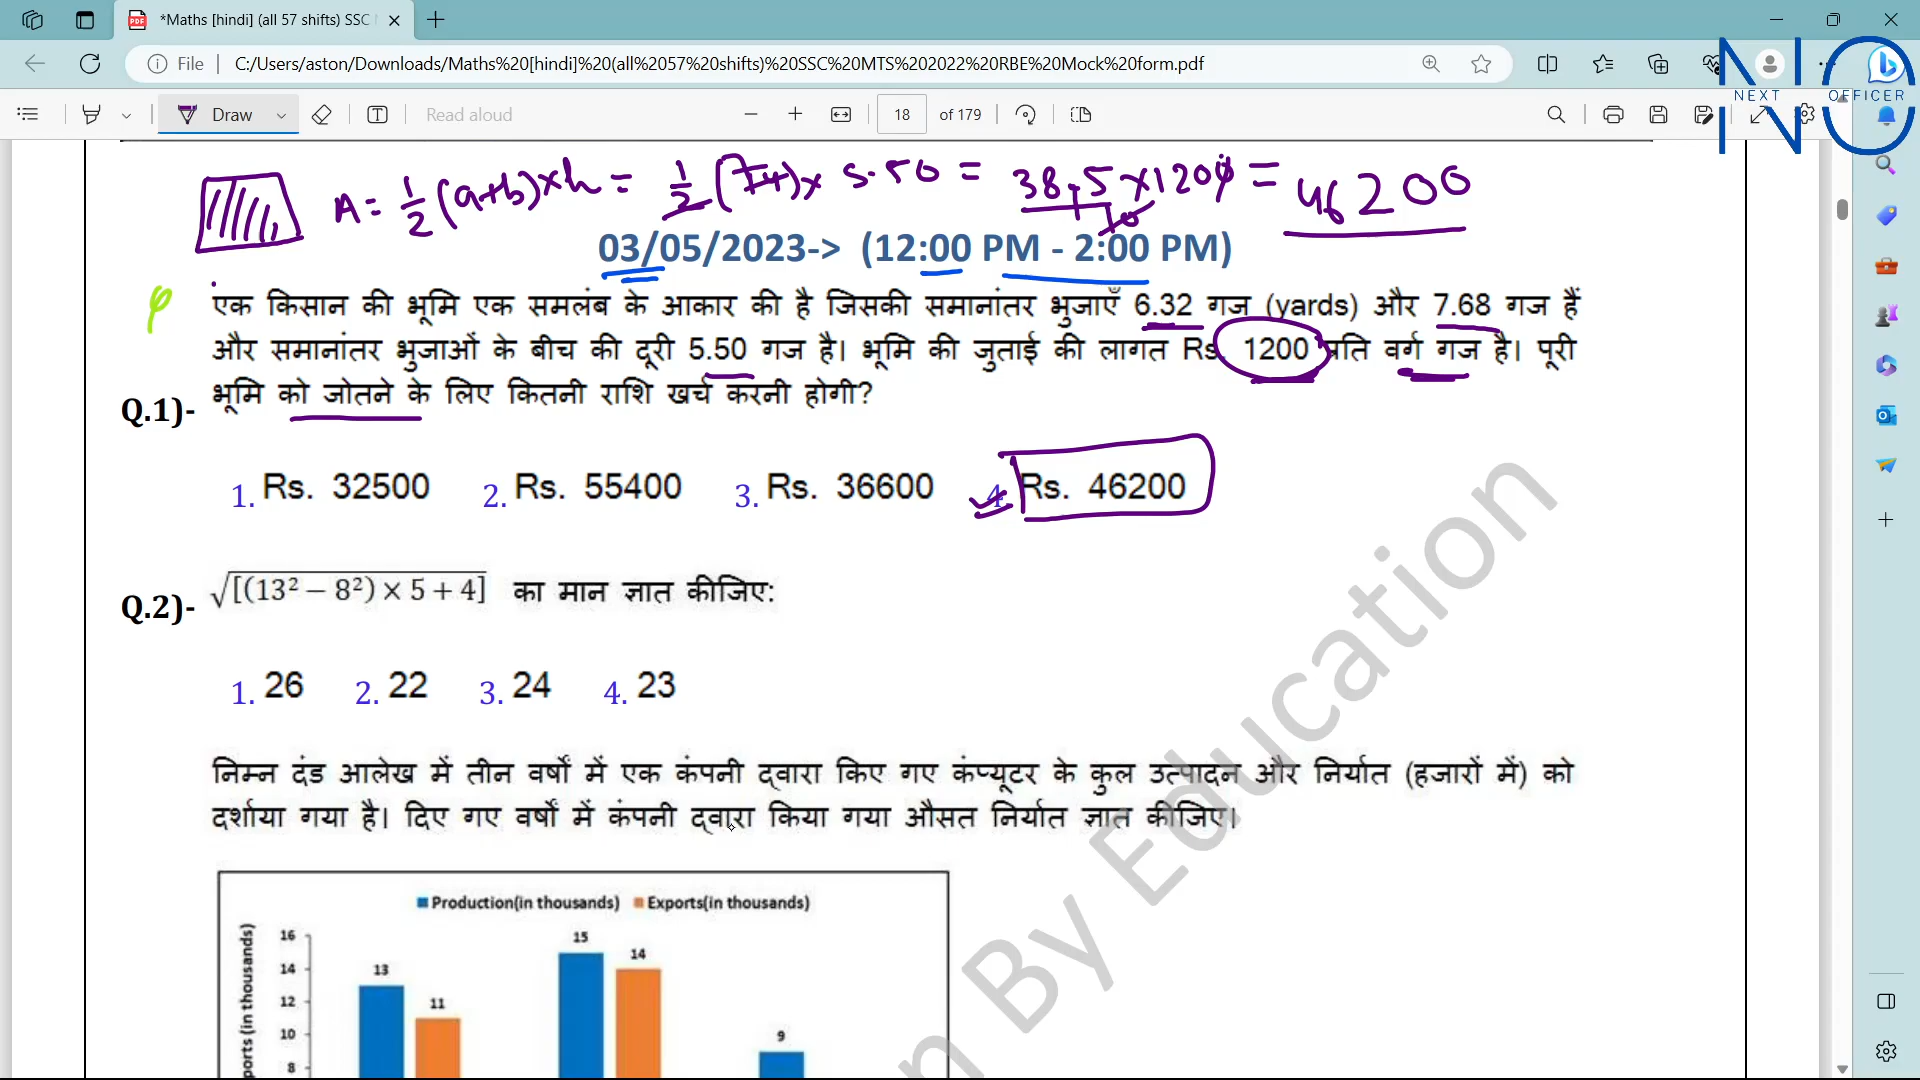 *Maths [hindi] (all 57 shifts) SSC
File C:/Users/aston/Downloads/Maths%20[hindi]%20(all%2057%20shifts)%20SSC%20MTS%202022%20RBE%20Mock%20form.pdf
NEXT OFFICER
Draw Read aloud 18 of 179
A = 1/2 (a+b) × h = 1/2 (14) × 5.50 = 38.5 × 1200 = 46200
10
03/05/2023-> (12:00 PM - 2:00 PM)
एक किसान की भूमि एक समलंब के आकार की है जिसकी समानांतर भुजाएँ 6.32 गज (yards) और 7.68 गज हैं
और समानांतर भुजाओं के बीच की दूरी 5.50 गज है। भूमि की जुताई की लागत Rs. 1200 प्रति वर्ग गज है। पूरी
Q.1)- भूमि को जोतने के लिए कितनी राशि खर्च करनी होगी?
1. Rs. 32500 2. Rs. 55400 3. Rs. 36600 4. Rs. 46200
Q.2)- √[(13² − 8²) × 5 + 4] का मान ज्ञात कीजिए:
1. 26 2. 22 3. 24 4. 23
निम्न दंड आलेख में तीन वर्षों में एक कंपनी द्वारा किए गए कंप्यूटर के कुल उत्पादन और निर्यात (हजारों में) को
दर्शाया गया है। दिए गए वर्षों में कंपनी द्वारा किया गया औसत निर्यात ज्ञात कीजिए।
Production(in thousands) Exports(in thousands)
16 15
14 13 14
12 11
10 9
8
ports (in thousands)
n By Education